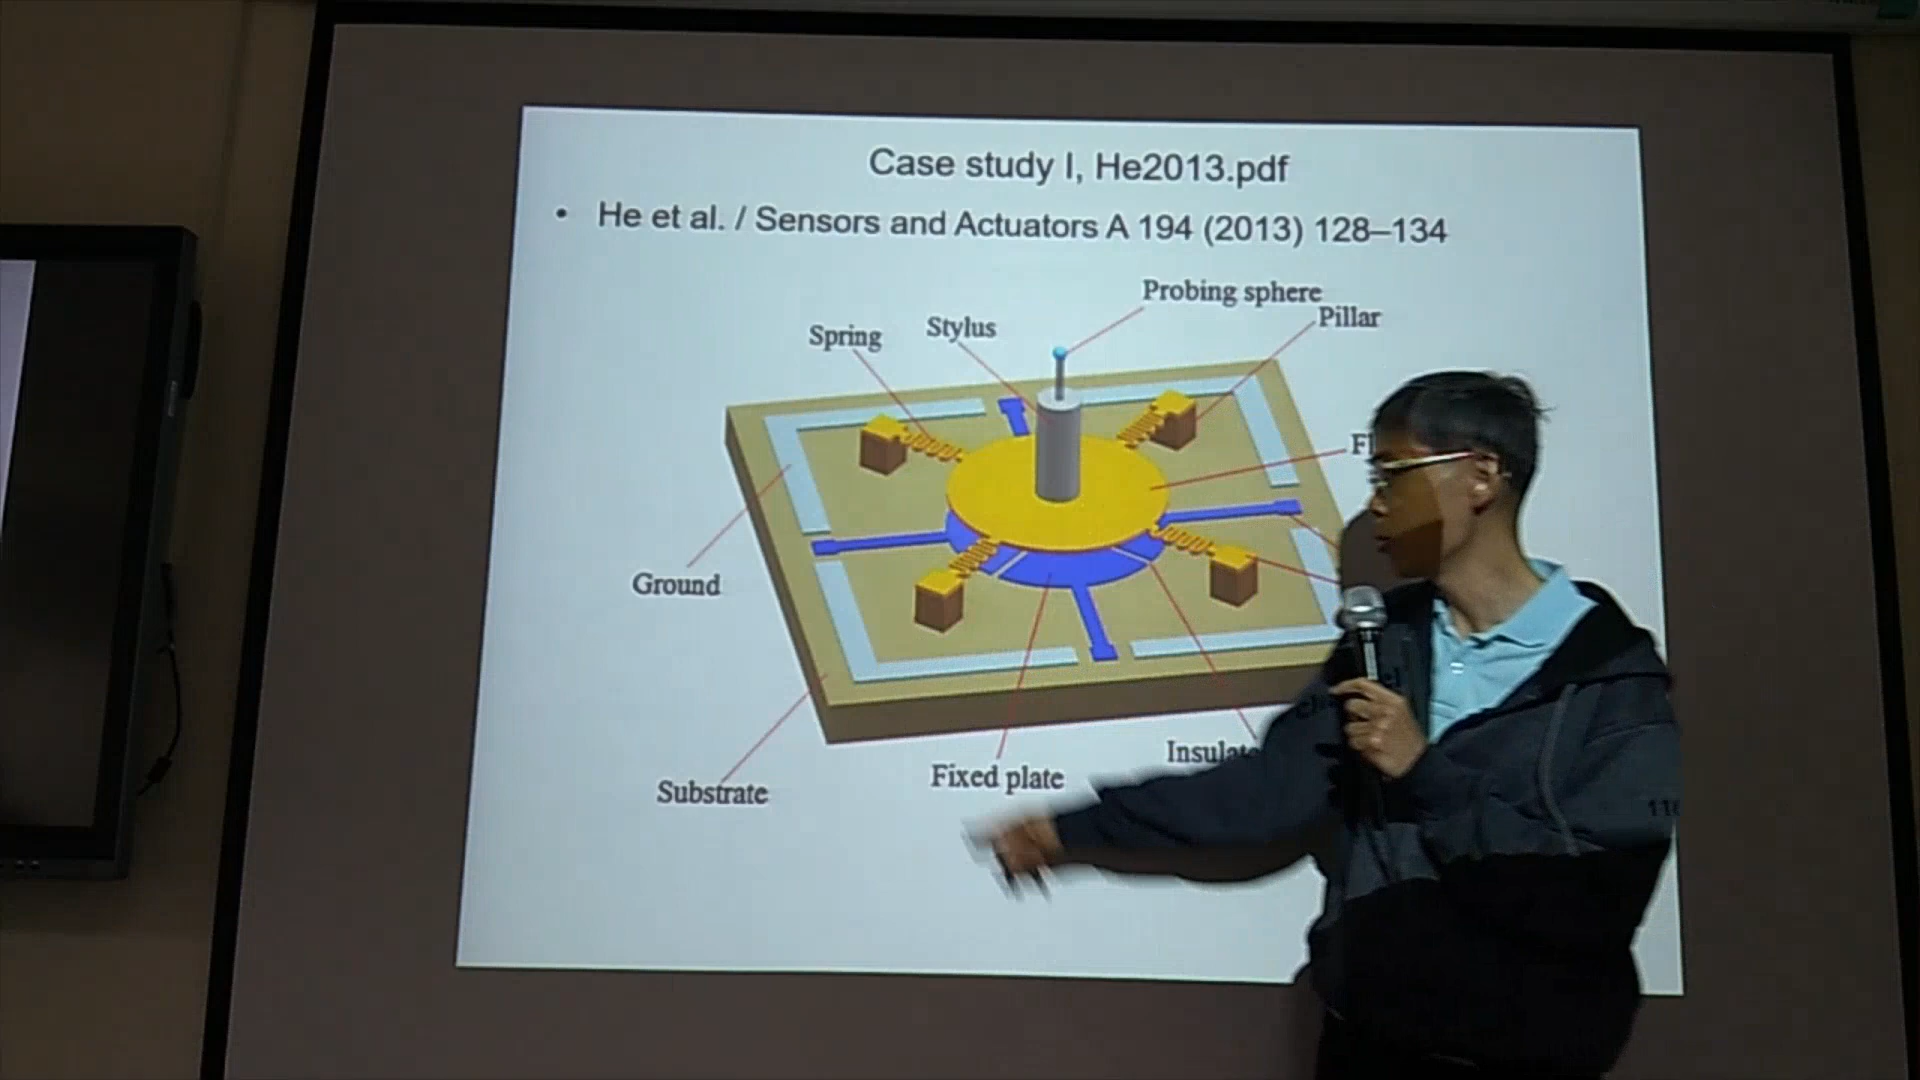 Case study I, He2013.pdf
• He et al. / Sensors and Actuators A 194 (2013) 128–134
Probing sphere
Pillar
Stylus
Spring
Ground
Fixed plate
Substrate